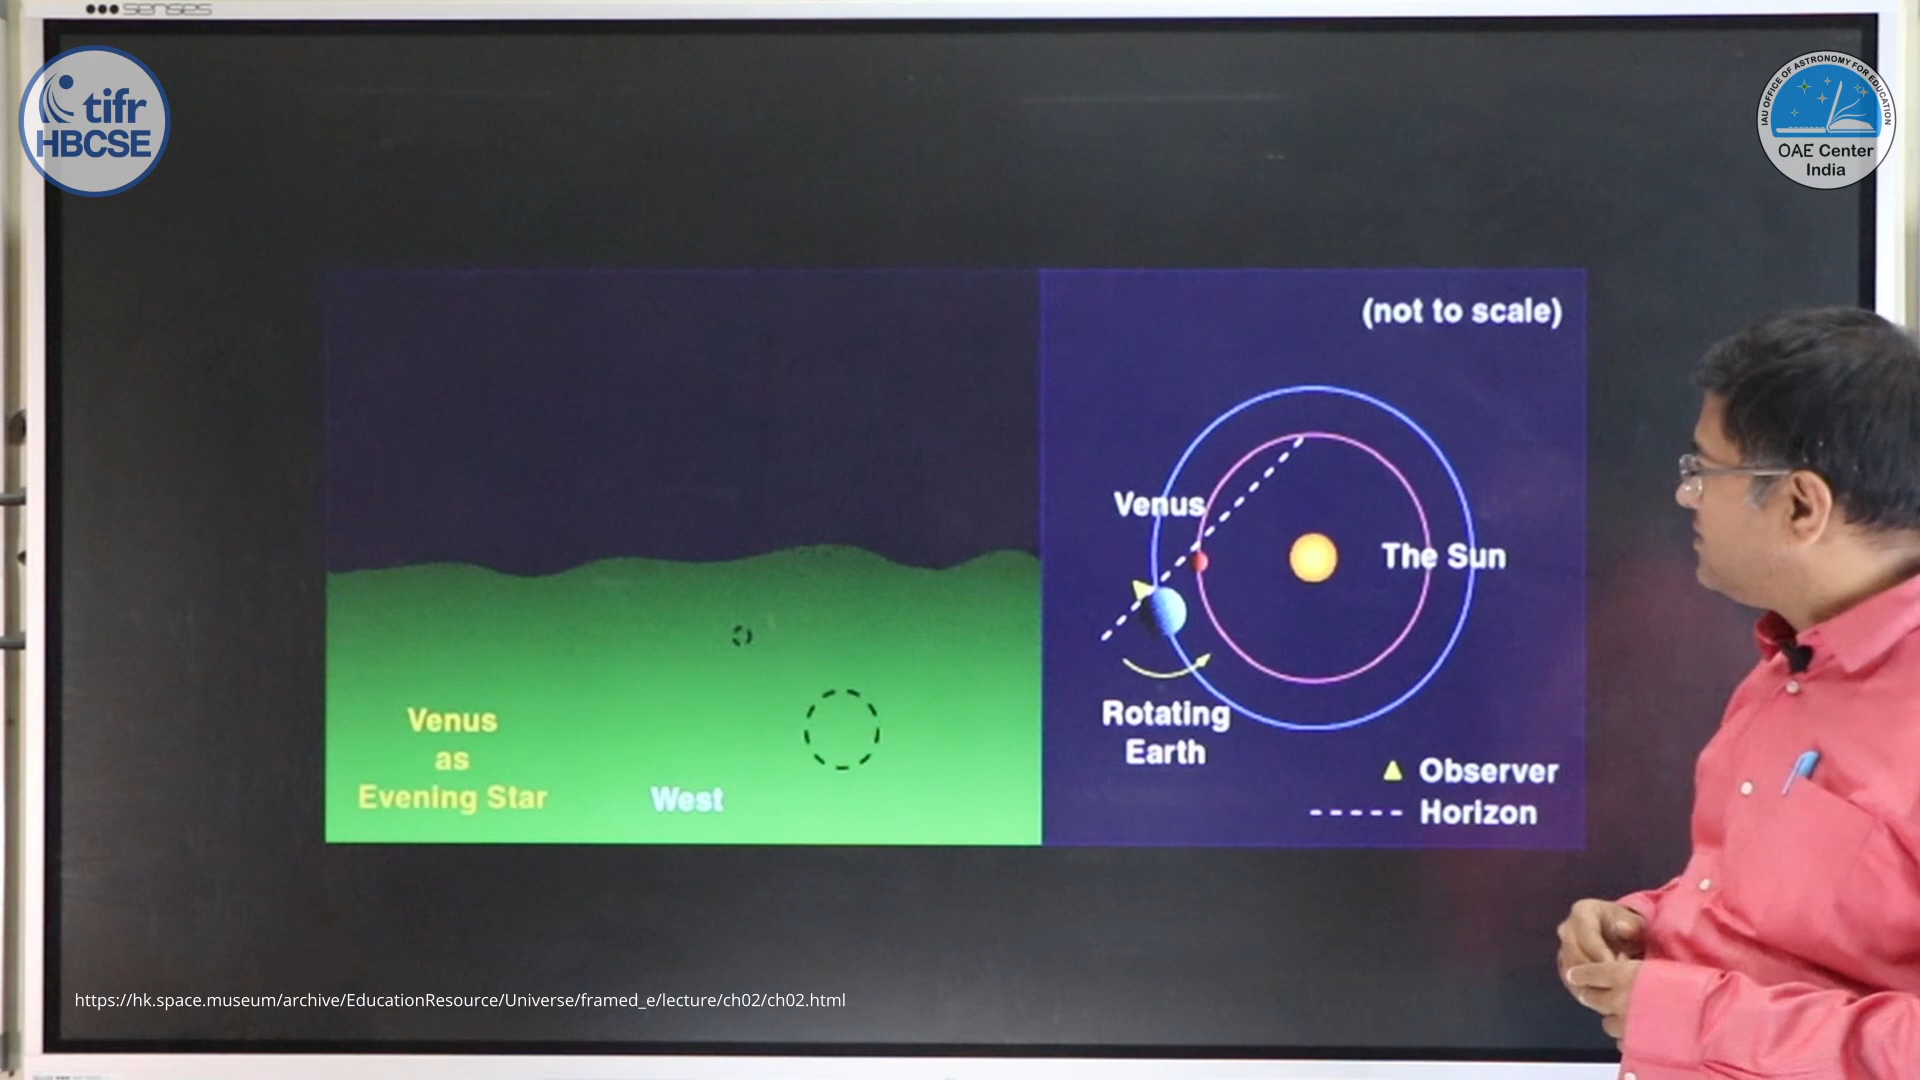 senses
tifr
HBCSE
IAU OFFICE OF ASTRONOMY FOR EDUCATION
OAE Center
India
(not to scale)
Venus
The Sun
Rotating
Earth
Observer
Horizon
Venus
as
Evening Star
West
https://hk.space.museum/archive/EducationResource/Universe/framed_e/lecture/ch02/ch02.html